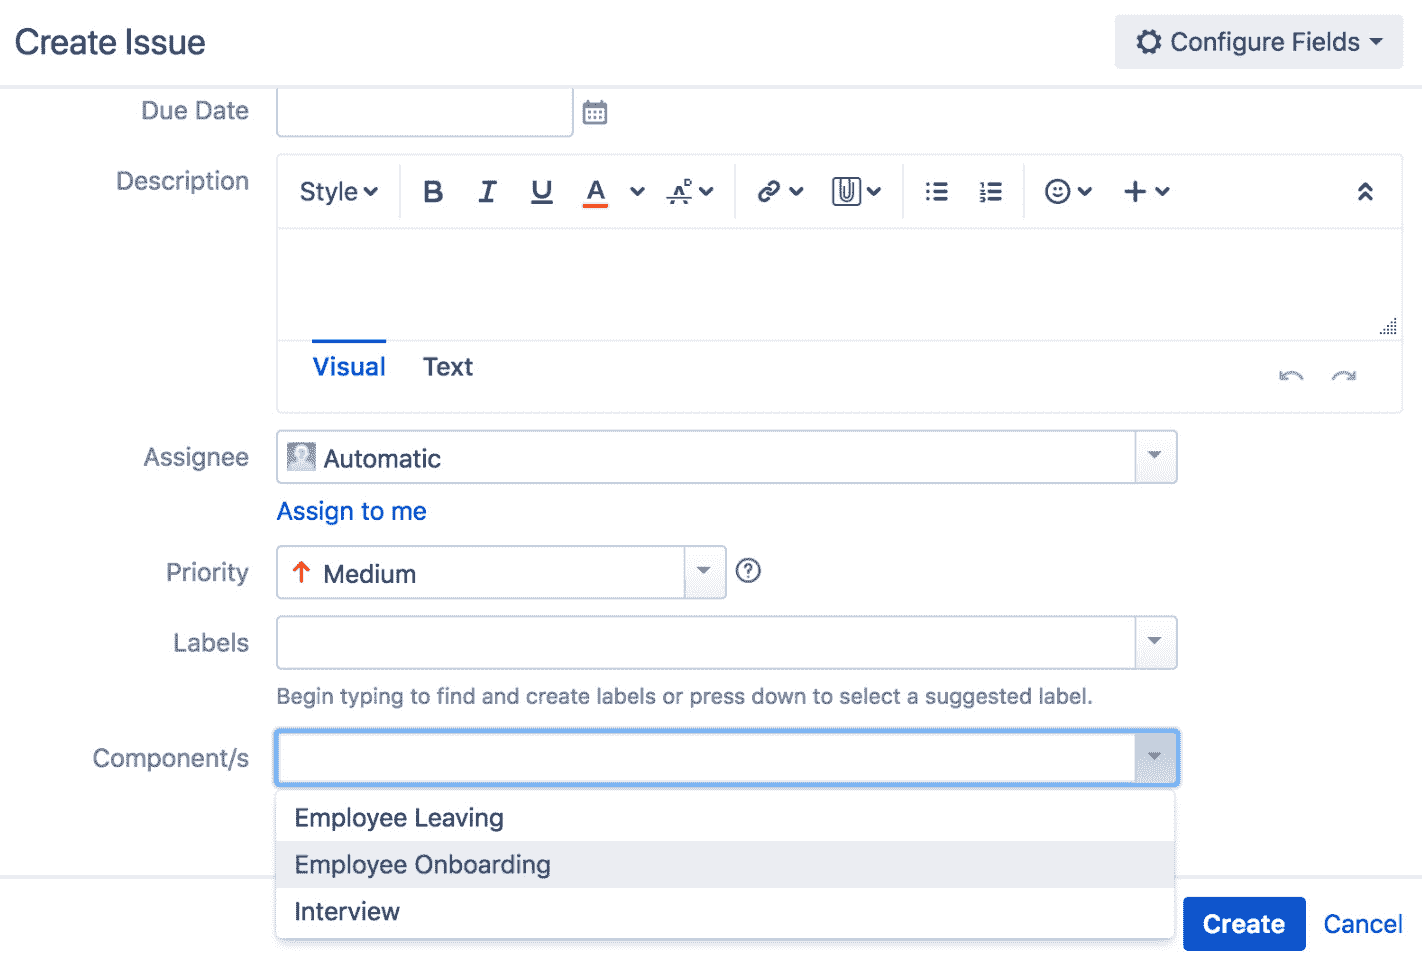 Create Issue
Configure Fields
Due Date
Description
Style
B I U A
Visual Text
Assignee
Automatic
Assign to me
Priority
Medium
Labels
Begin typing to find and create labels or press down to select a suggested label.
Component/s
Employee Leaving
Employee Onboarding
Interview
Create Cancel